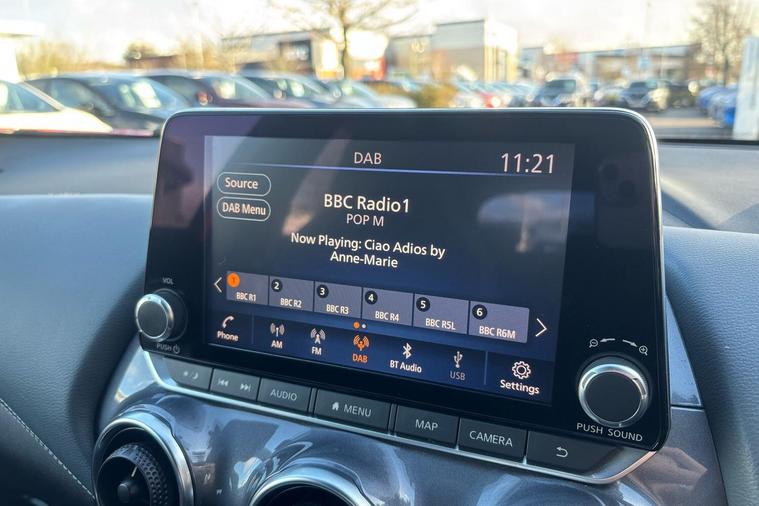 DAB
11:21
Source
DAB Menu
BBC Radio1
POP M
Now Playing: Ciao Adios by
Anne-Marie
1
BBC R1
2
BBC R2
3
BBC R3
4
BBC R4
5
BBC R5L
6
BBC R6M
Phone
AM
FM
DAB
BT Audio
USB
Settings
VOL
PUSH
AUDIO
MENU
MAP
CAMERA
PUSH SOUND